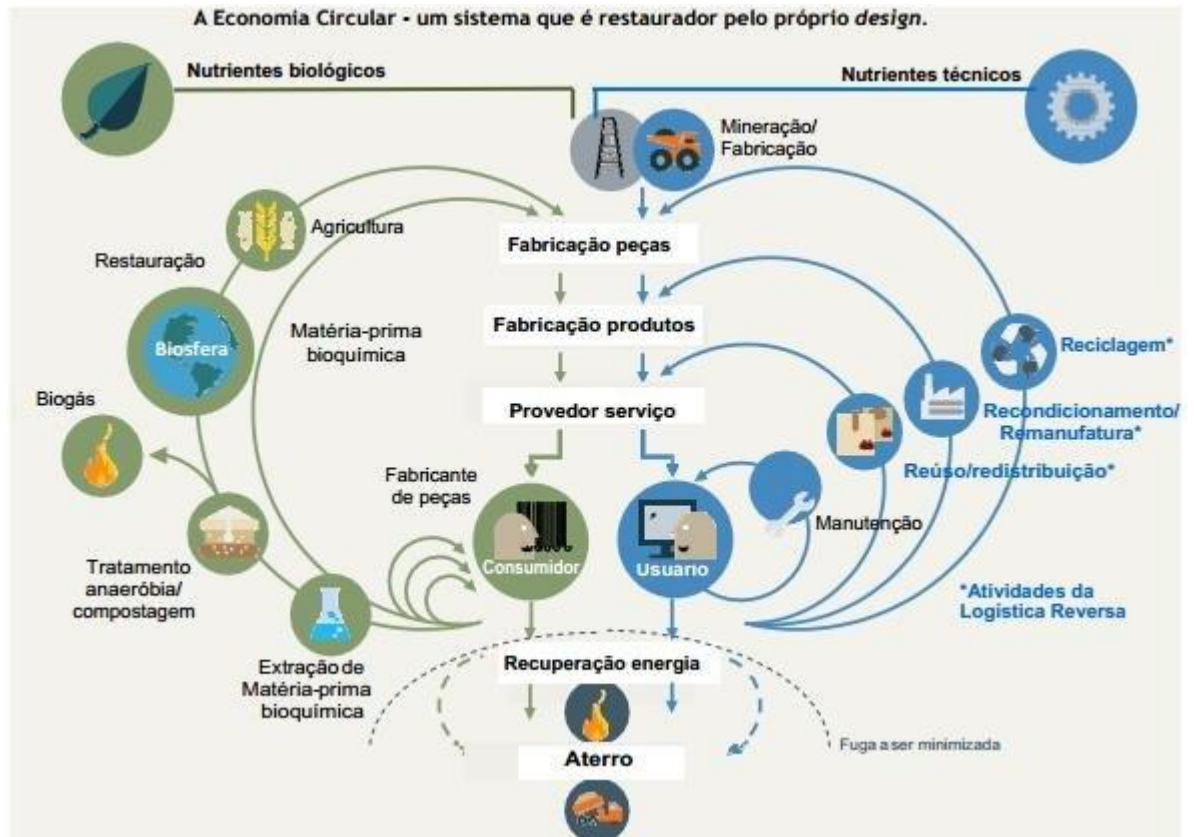 A Economia Circular - um sistema que é restaurador pelo próprio design.
Nutrientes biológicos
Nutrientes técnicos
Mineração/
Fabricação
Agricultura
Fabricação peças
Restauração
Matéria-prima
bioquímica
Fabricação produtos
Biosfera
Reciclagem*
Biogás
Provedor serviço
Recondicionamento/
Remanufatura*
Reúso/redistribuição*
Fabricante
de peças
Manutenção
Consumidor
Usuário
Tratamento
anaeróbia/
compostagem
*Atividades da
Logistica Reversa
Extração de
Matéria-prima
bioquímica
Recuperação energia
Fuga a ser minimizada
Aterro